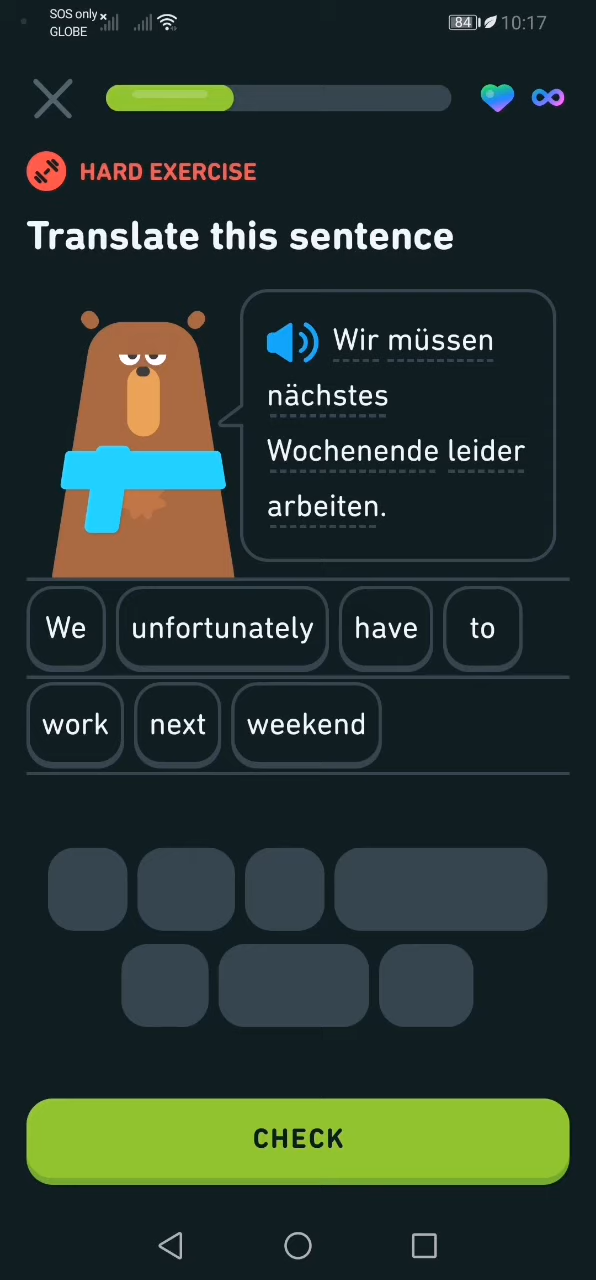 SOS only
GLOBE
84
10:17
HARD EXERCISE
Translate this sentence
Wir müssen
nächstes
Wochenende leider
arbeiten.
We unfortunately have to
work next weekend
CHECK